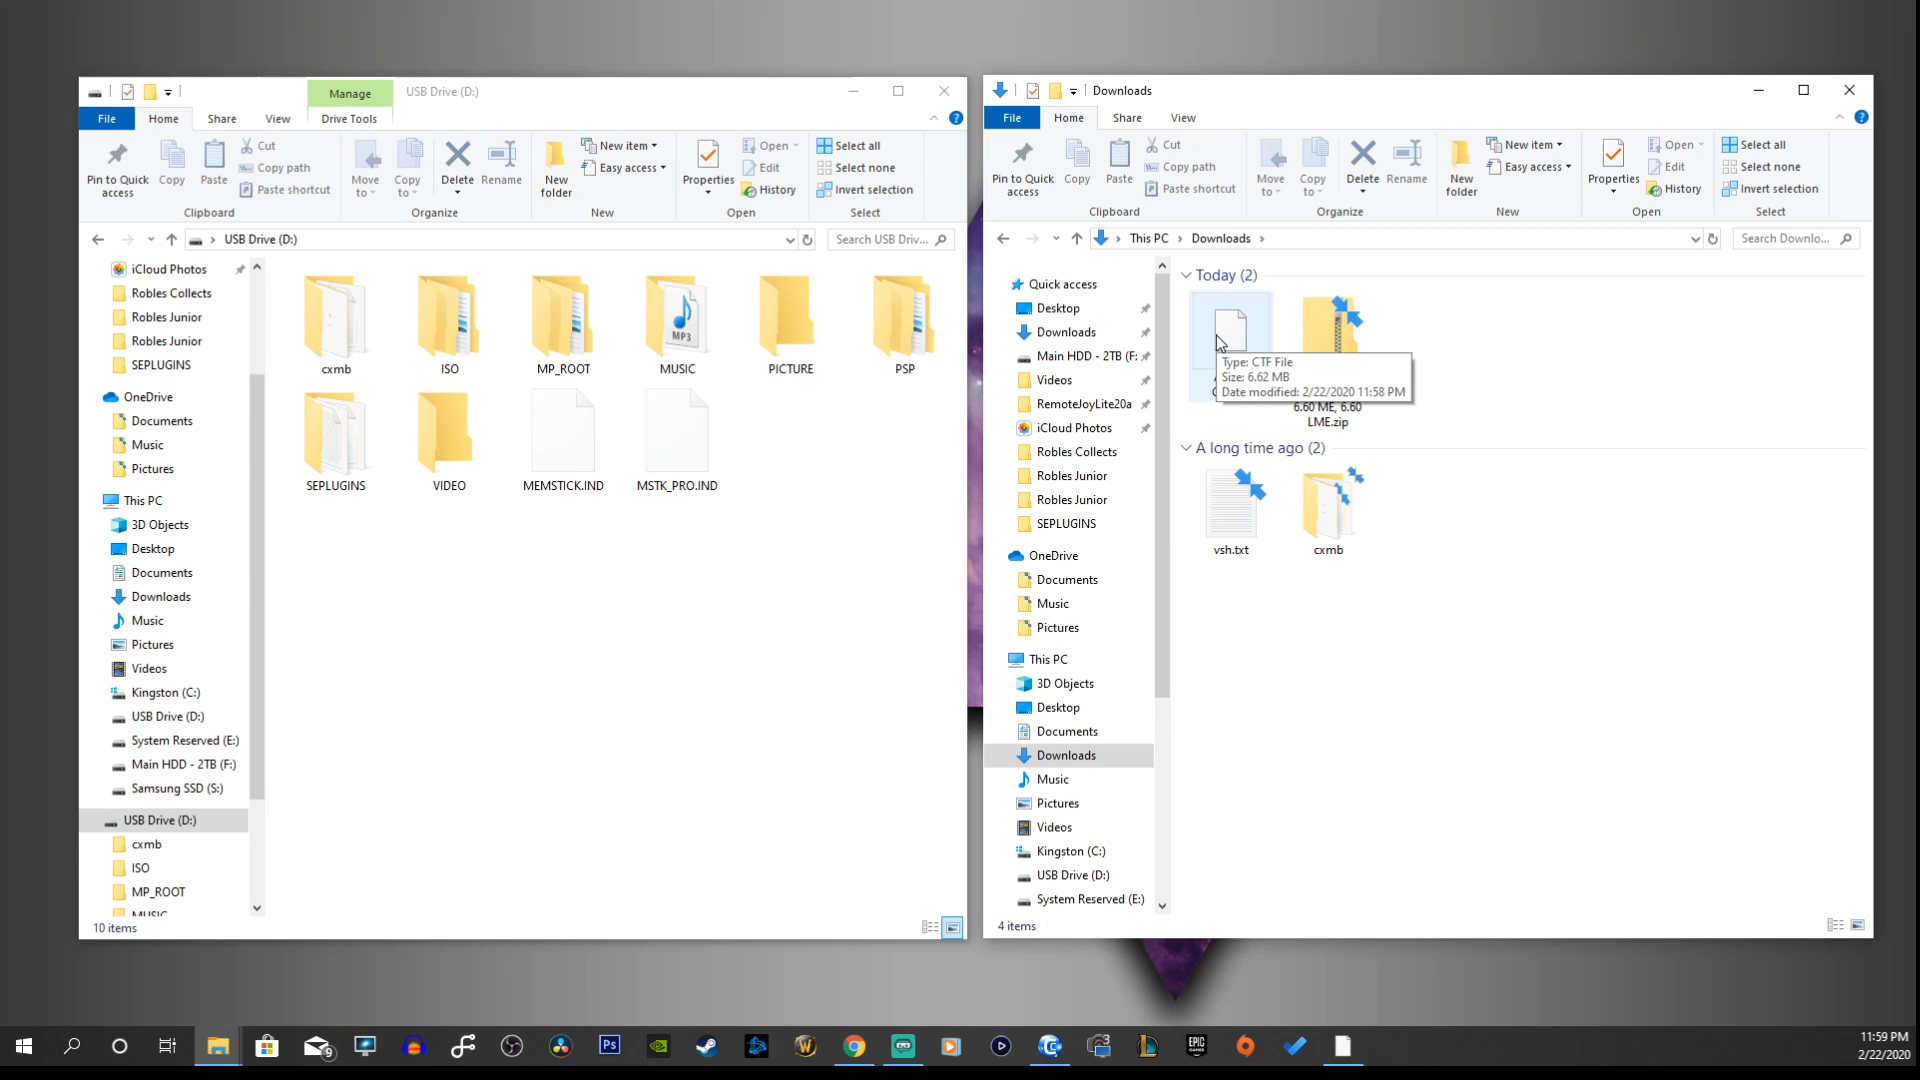 Manage
USB Drive (D:)
File
Home
Share
View
Drive Tools
Pin to Quick access
Copy
Paste
Cut
Copy path
Paste shortcut
Move to
Copy to
Delete
Rename
New folder
New item
Easy access
Properties
Open
Edit
History
Select all
Select none
Invert selection
Clipboard
Organize
New
Open
Select
USB Drive (D:)
Search USB Driv...
iCloud Photos
Robles Collects
Robles Junior
Robles Junior
SEPLUGINS
OneDrive
Documents
Music
Pictures
This PC
3D Objects
Desktop
Documents
Downloads
Music
Pictures
Videos
Kingston (C:)
USB Drive (D:)
System Reserved (E:)
Main HDD - 2TB (F:)
Samsung SSD (S:)
USB Drive (D:)
cxmb
ISO
MP_ROOT
MUSIC
cxmb
ISO
MP_ROOT
MP3
MUSIC
PICTURE
PSP
SEPLUGINS
VIDEO
MEMSTICK.IND
MSTK_PRO.IND
10 items
Downloads
File
Home
Share
View
Pin to Quick access
Copy
Paste
Cut
Copy path
Paste shortcut
Move to
Copy to
Delete
Rename
New folder
New item
Easy access
Properties
Open
Edit
History
Select all
Select none
Invert selection
Clipboard
Organize
New
Open
Select
This PC
Downloads
Search Downlo...
Quick access
Desktop
Downloads
Main HDD - 2TB (F:
Videos
RemoteJoyLite20a
iCloud Photos
Robles Collects
Robles Junior
Robles Junior
SEPLUGINS
OneDrive
Documents
Music
Pictures
This PC
3D Objects
Desktop
Documents
Downloads
Music
Pictures
Videos
Kingston (C:)
USB Drive (D:)
System Reserved (E:)
Today (2)
Type: CTF File
Size: 6.62 MB
Date modified: 2/22/2020 11:58 PM
6.60 ME, 6.60
LME.zip
A long time ago (2)
vsh.txt
cxmb
4 items
9
Ps
EPIC
GAMES
11:59 PM
2/22/2020